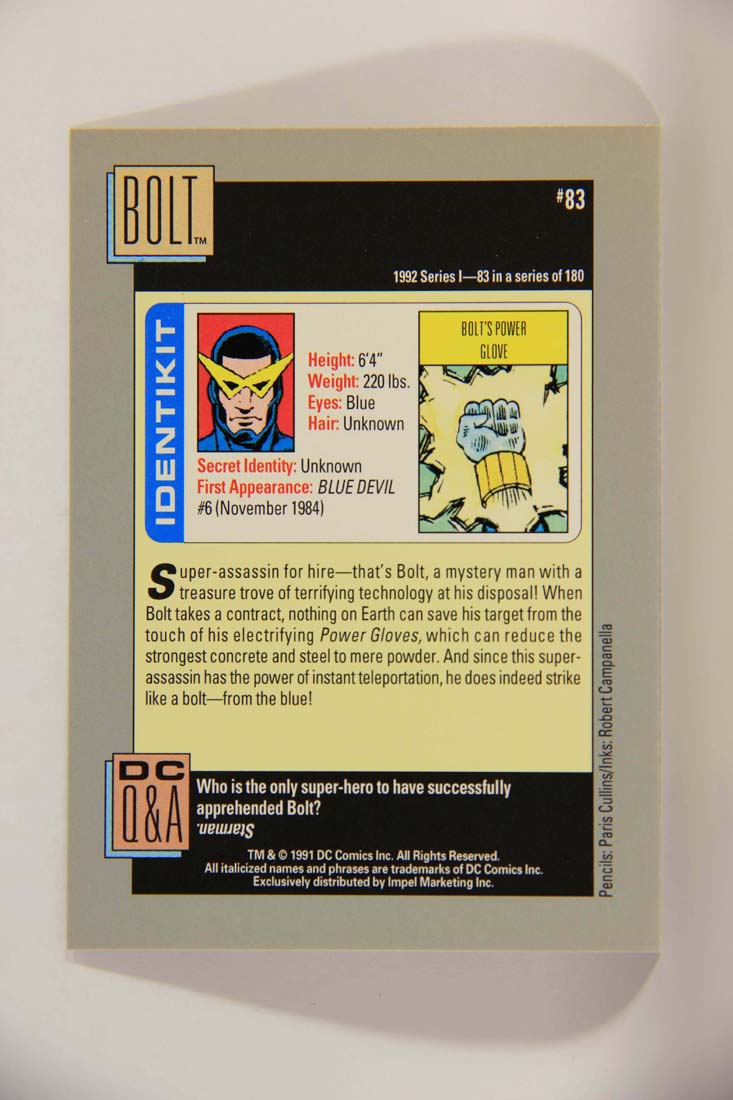 BOLT™
#83
1992 Series I—83 in a series of 180
IDENTIKIT
Height: 6'4"
Weight: 220 lbs.
Eyes: Blue
Hair: Unknown
Secret Identity: Unknown
First Appearance: BLUE DEVIL
#6 (November 1984)
BOLT'S POWER
GLOVE
Super-assassin for hire—that's Bolt, a mystery man with a
treasure trove of terrifying technology at his disposal! When
Bolt takes a contract, nothing on Earth can save his target from the
touch of his electrifying Power Gloves, which can reduce the
strongest concrete and steel to mere powder. And since this super-
assassin has the power of instant teleportation, he does indeed strike
like a bolt—from the blue!
Pencils: Paris Cullins/Inks: Robert Campanella
DC
Q&A
Who is the only super-hero to have successfully
apprehended Bolt?
Starman.
TM & © 1991 DC Comics Inc. All Rights Reserved.
All italicized names and phrases are trademarks of DC Comics Inc.
Exclusively distributed by Impel Marketing Inc.